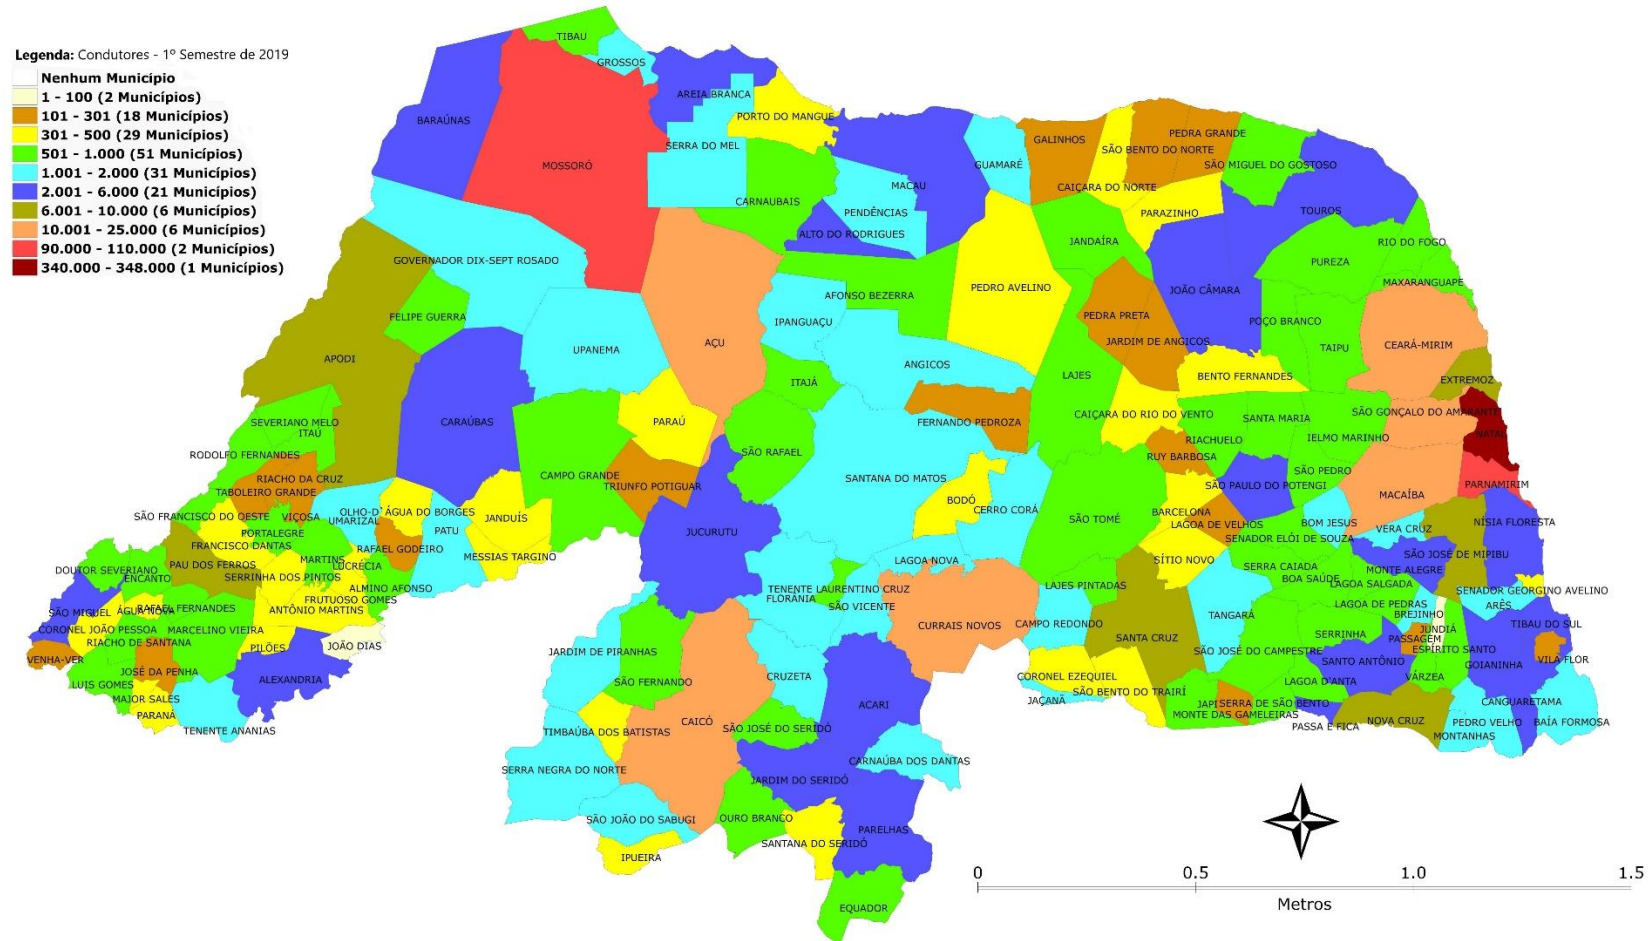 Legenda: Condutores - 1º Semestre de 2019
Nenhum Município
1 - 100 (2 Municípios)
101 - 301 (18 Municípios)
301 - 500 (29 Municípios)
501 - 1.000 (51 Municípios)
1.001 - 2.000 (31 Municípios)
2.001 - 6.000 (21 Municípios)
6.001 - 10.000 (6 Municípios)
10.001 - 25.000 (6 Municípios)
90.000 - 110.000 (2 Municípios)
340.000 - 348.000 (1 Municípios)
TIBAU
GROSSOS
AREIA BRANCA
BARAÚNAS
PORTO DO MANGUE
SERRA DO MEL
MOSSORÓ
GALINHOS
PEDRA GRANDE
SÃO BENTO DO NORTE
GUAMARÉ
SÃO MIGUEL DO GOSTOSO
MACAU
CAIÇARA DO NORTE
CARNAUBAIS
PENDÊNCIAS
PARAZINHO
TOUROS
ALTO DO RODRIGUES
JANDAÍRA
RIO DO FOGO
GOVERNADOR DIX-SEPT ROSADO
PUREZA
MAXARANGUAPE
PEDRO AVELINO
JOÃO CÂMARA
AFONSO BEZERRA
FELIPE GUERRA
IPANGUAÇU
PEDRA PRETA
POÇO BRANCO
AÇU
JARDIM DE ANGICOS
TAIPU
CEARÁ-MIRIM
UPANEMA
APODI
ANGICOS
LAJES
BENTO FERNANDES
EXTREMOZ
ITAJÁ
SÃO GONÇALO DO AMARANTE
CAIÇARA DO RIO DO VENTO
SANTA MARIA
SEVERIANO MELO
CARAÚBAS
PARAÚ
FERNANDO PEDROZA
ITAÚ
NATAL
RIACHUELO
IELMO MARINHO
SÃO RAFAEL
RODOLFO FERNANDES
RUY BARBOSA
SÃO PEDRO
CAMPO GRANDE
SANTANA DO MATOS
RIACHO DA CRUZ
TRIUNFO POTIGUAR
SÃO PAULO DO POTENGI
PARNAMIRIM
TABOLEIRO GRANDE
MACAÍBA
BODÓ
CERRO CORÁ
BARCELONA
OLHO-D'ÁGUA DO BORGES
SÃO FRANCISCO DO OESTE
VIÇOSA
JANDUÍS
SÃO TOMÉ
UMARIZAL
NÍSIA FLORESTA
BOM JESUS
LAGOA DE VELHOS
VERA CRUZ
PATU
JUCURUTU
PORTALEGRE
SENADOR ELÓI DE SOUZA
FRANCISCO DANTAS
RAFAEL GODEIRO
MESSIAS TARGINO
SÃO JOSÉ DE MIPIBU
MARTINS
LAGOA NOVA
SÍTIO NOVO
PAU DOS FERROS
LUCRÉCIA
SERRA CAIADA
MONTE ALEGRE
DOUTOR SEVERIANO
ENCANTO
SERRINHA DOS PINTOS
BOA SAÚDE
LAGOA SALGADA
LAJES PINTADAS
ALMINO AFONSO
TENENTE LAURENTINO CRUZ
SENADOR GEORGINO AVELINO
FLORÂNIA
FRUTUOSO GOMES
LAGOA DE PEDRAS
ARÊS
SÃO VICENTE
SÃO MIGUEL
ÁGUA NOVA
RAFAEL FERNANDES
ANTÔNIO MARTINS
BREJINHO
TANGARÁ
CURRAIS NOVOS
CAMPO REDONDO
TIBAU DO SUL
CORONEL JOÃO PESSOA
MARCELINO VIEIRA
JUNDIÁ
SERRINHA
SANTA CRUZ
PASSAGEM
RIACHO DE SANTANA
PILÕES
JOÃO DIAS
ESPÍRITO SANTO
JARDIM DE PIRANHAS
SÃO JOSÉ DO CAMPESTRE
VENHA-VER
SANTO ANTÔNIO
GOIANINHA
VILA FLOR
JOSÉ DA PENHA
CRUZETA
CORONEL EZEQUIEL
VÁRZEA
ALEXANDRIA
SÃO FERNANDO
LAGOA D'ANTA
LUIS GOMES
SÃO BENTO DO TRAIRÍ
MAJOR SALES
JAÇANÃ
JAPI
SERRA DE SÃO BENTO
CANGUARETAMA
ACARI
PARANÁ
MONTE DAS GAMELEIRAS
CAICÓ
NOVA CRUZ
PEDRO VELHO
BAÍA FORMOSA
PASSA E FICA
TENENTE ANANIAS
TIMBAÚBA DOS BATISTAS
SÃO JOSÉ DO SERIDÓ
MONTANHAS
CARNAÚBA DOS DANTAS
SERRA NEGRA DO NORTE
JARDIM DO SERIDÓ
SÃO JOÃO DO SABUGI
OURO BRANCO
PARELHAS
SANTANA DO SERIDÓ
IPUEIRA
0 0.5 1.0 1.5
Metros
EQUADOR